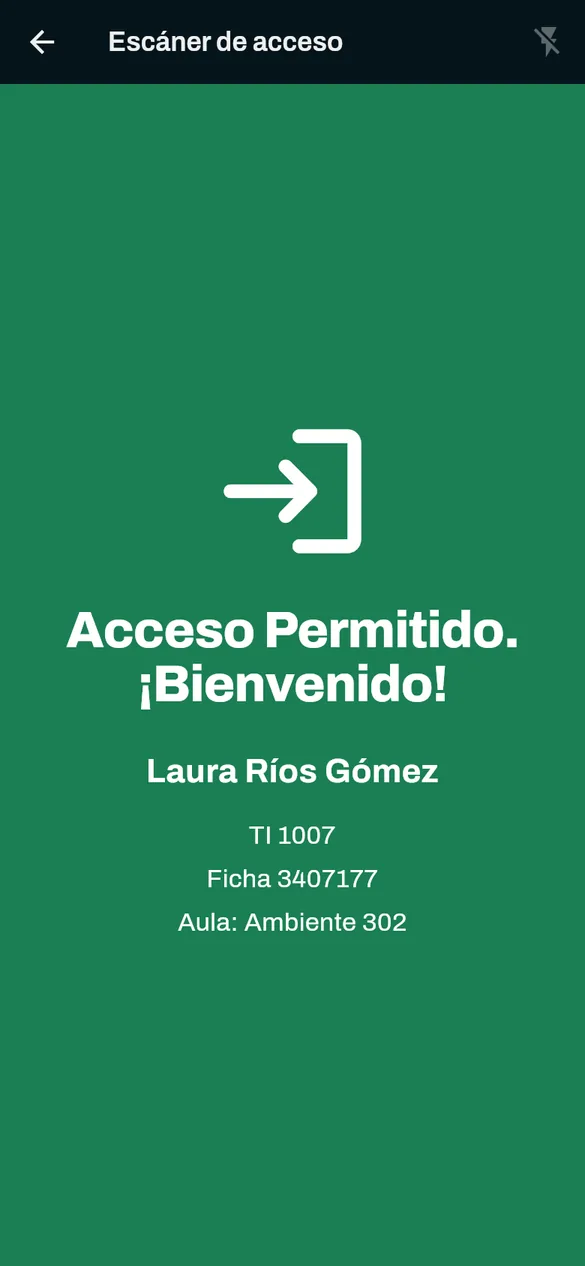 Escáner de acceso
Acceso Permitido.
¡Bienvenido!
Laura Ríos Gómez
TI 1007
Ficha 3407177
Aula: Ambiente 302